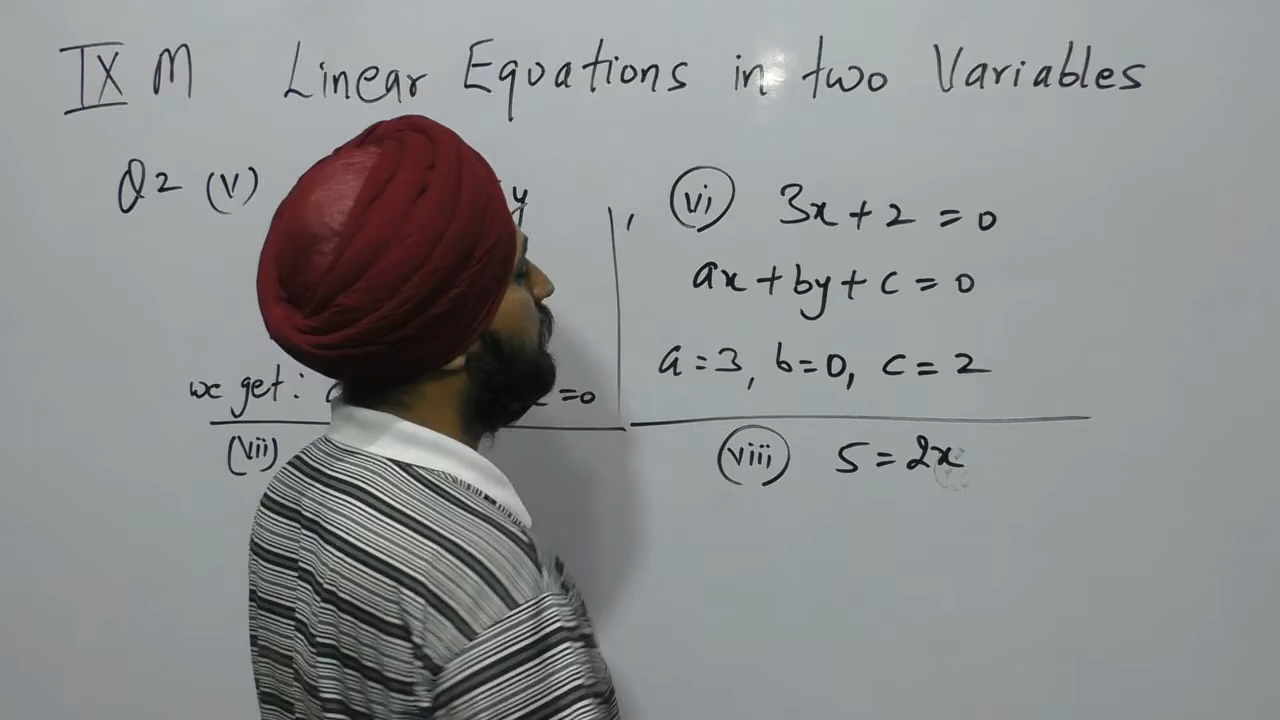 IX M Linear Equations in two Variables
Q2 (v)
y
we get: =0
(vii)
(vi) 3x + 2 = 0
ax + by + c = 0
a = 3, b = 0, c = 2
(viii) 5 = 2x